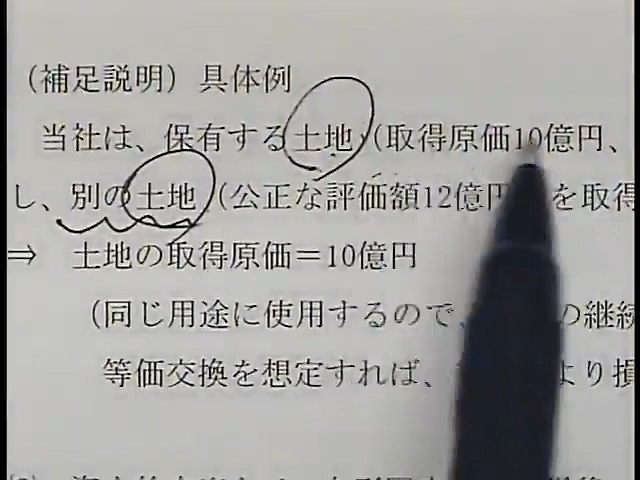 （補足説明）具体例
当社は、保有する土地（取得原価10億円、
し、別の土地（公正な評価額12億円 を取得
⇒ 土地の取得原価＝10億円
（同じ用途に使用するので、 の継続
等価交換を想定すれば、 より損